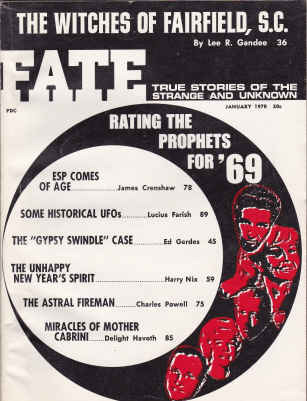 THE WITCHES OF FAIRFIELD, S.C.
By Lee R. Gandee 36
FATE
TRUE STORIES OF THE
STRANGE AND UNKNOWN
PDC
JANUARY 1970 50c
RATING THE
PROPHETS
FOR '69
ESP COMES
OF AGE...........James Crenshaw 78
SOME HISTORICAL UFOs........Lucius Farish 89
THE "GYPSY SWINDLE" CASE........Ed Gerdes 45
THE UNHAPPY
NEW YEAR'S SPIRIT............Harry Nix 59
THE ASTRAL FIREMAN......Charles Powell 75
MIRACLES OF MOTHER
CABRINI......Delight Haveth 85